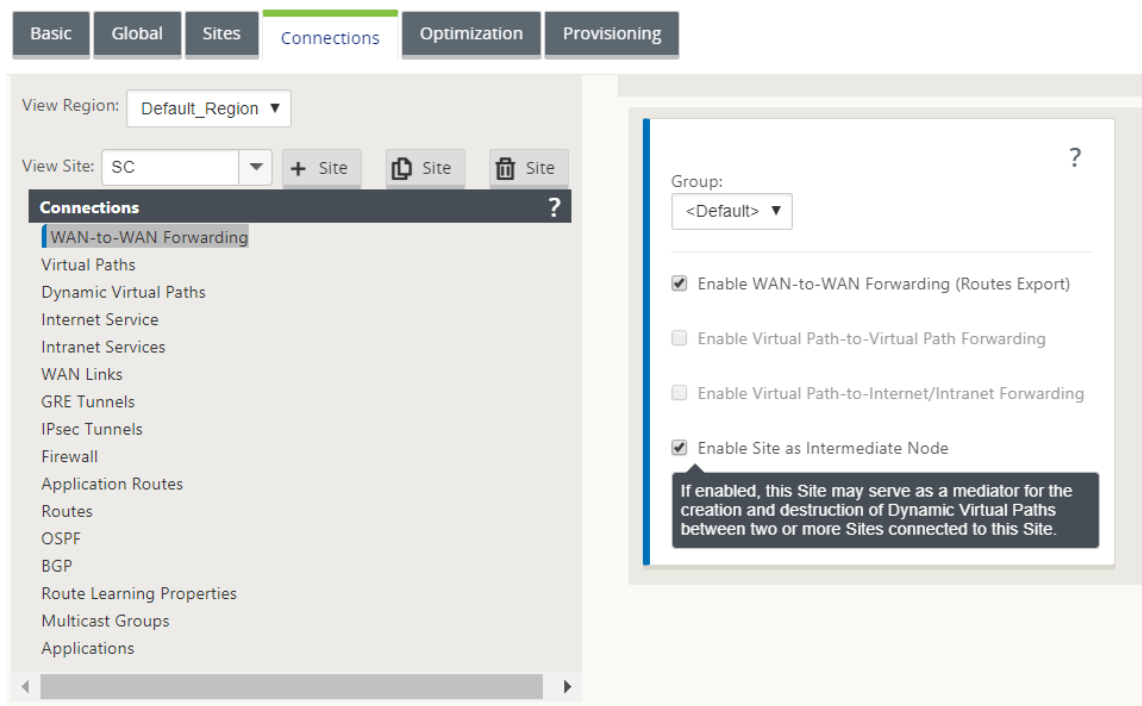 Basic
Global
Sites
Connections
Optimization
Provisioning
View Region:
Default_Region
View Site:
SC
+ Site
Site
Site
Connections
?
WAN-to-WAN Forwarding
Virtual Paths
Dynamic Virtual Paths
Internet Service
Intranet Services
WAN Links
GRE Tunnels
IPsec Tunnels
Firewall
Application Routes
Routes
OSPF
BGP
Route Learning Properties
Multicast Groups
Applications
?
Group:
<Default>
Enable WAN-to-WAN Forwarding (Routes Export)
Enable Virtual Path-to-Virtual Path Forwarding
Enable Virtual Path-to-Internet/Intranet Forwarding
Enable Site as Intermediate Node
If enabled, this Site may serve as a mediator for the
creation and destruction of Dynamic Virtual Paths
between two or more Sites connected to this Site.